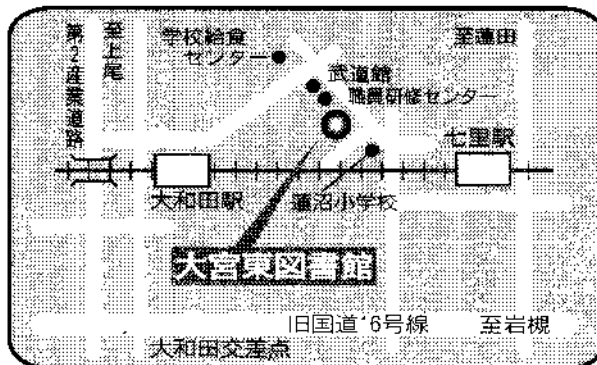 至上尾
第2産業道路
学校給食
センター
至蓮田
武道館
職員研修センター
七里駅
大和田駅
蓮沼小学校
大宮東図書館
旧国道16号線
至岩槻
大和田交差点